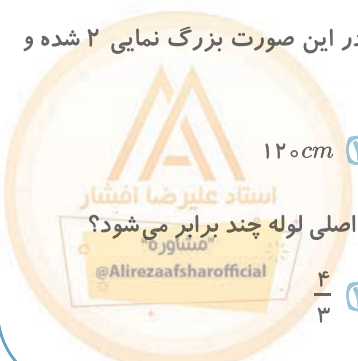 در این صورت بزرگ نمایی ۲ شده و
۱۲۰cm
استاد علیرضا افشار
اصلی لوله چند برابر می‌شود؟
"مشاوره"
@Alirezaafsharofficial
۴
۳